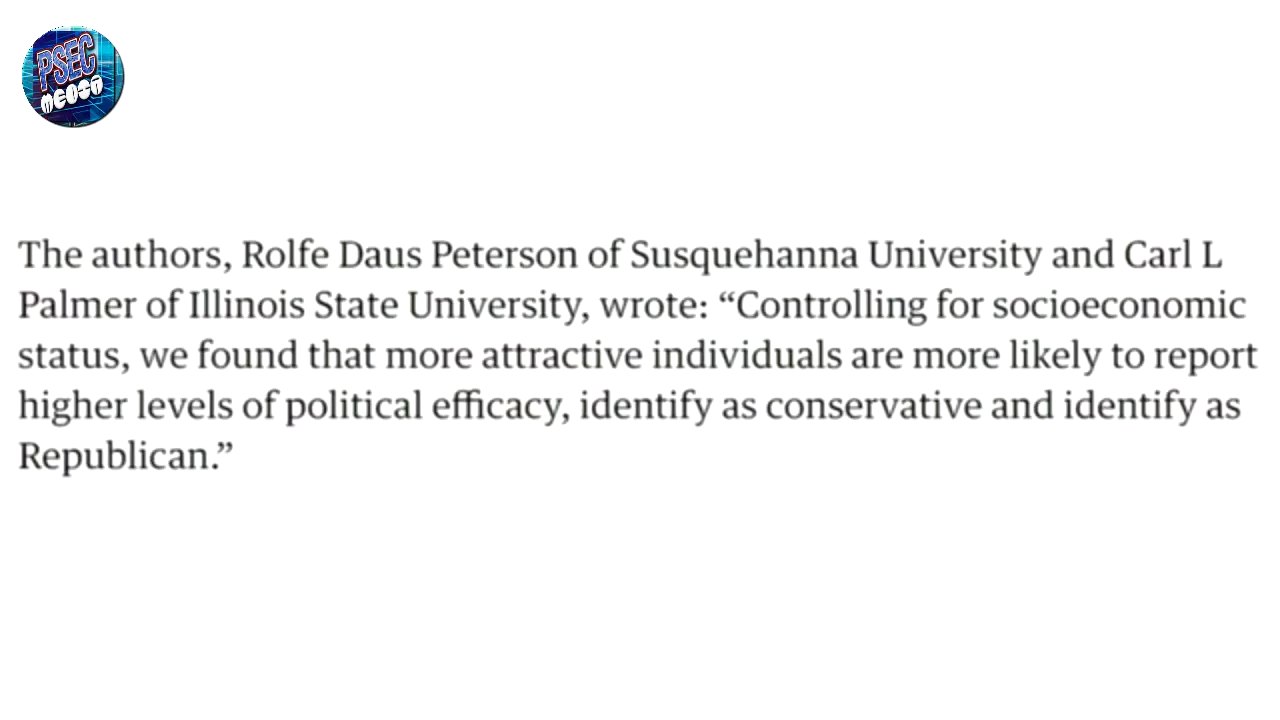 PSEC
MEDIA
The authors, Rolfe Daus Peterson of Susquehanna University and Carl L
Palmer of Illinois State University, wrote: “Controlling for socioeconomic
status, we found that more attractive individuals are more likely to report
higher levels of political efficacy, identify as conservative and identify as
Republican.”